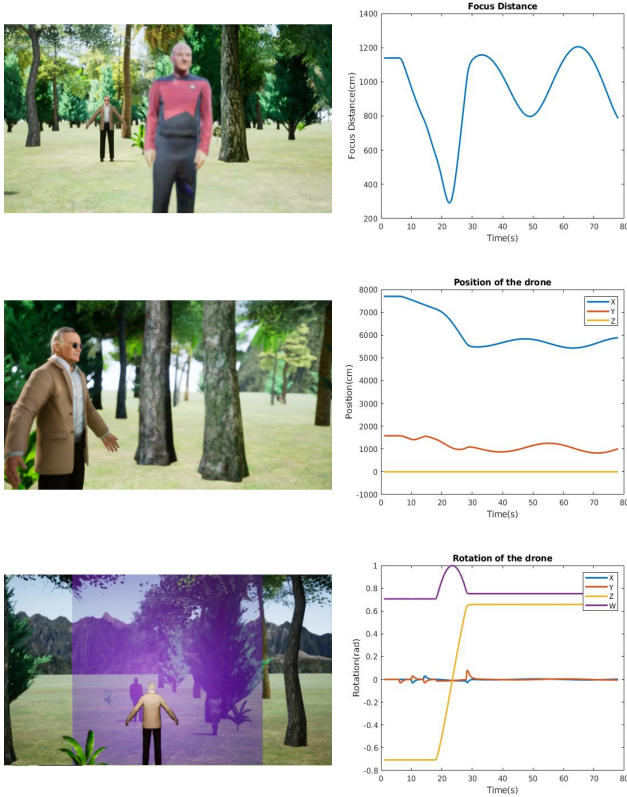 Focus Distance
1400
1200
1000
800
600
400
200
0 10 20 30 40 50 60 70 80
Focus Distance(cm)
Time(s)
Position of the drone
8000
7000
6000
5000
4000
3000
2000
1000
0
-1000
0 10 20 30 40 50 60 70 80
Position(cm)
Time(s)
X
Y
Z
Rotation of the drone
1
0.8
0.6
0.4
0.2
0
-0.2
-0.4
-0.6
-0.8
0 10 20 30 40 50 60 70 80
Rotation(rad)
Time(s)
X
Y
Z
W